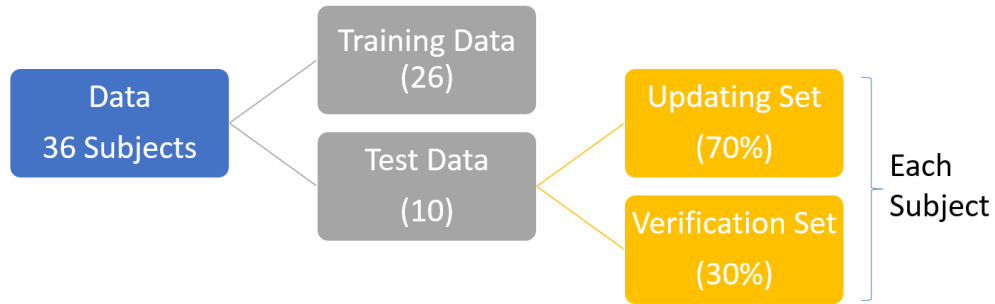 Data
36 Subjects
Training Data
(26)
Test Data
(10)
Updating Set
(70%)
Verification Set
(30%)
Each
Subject